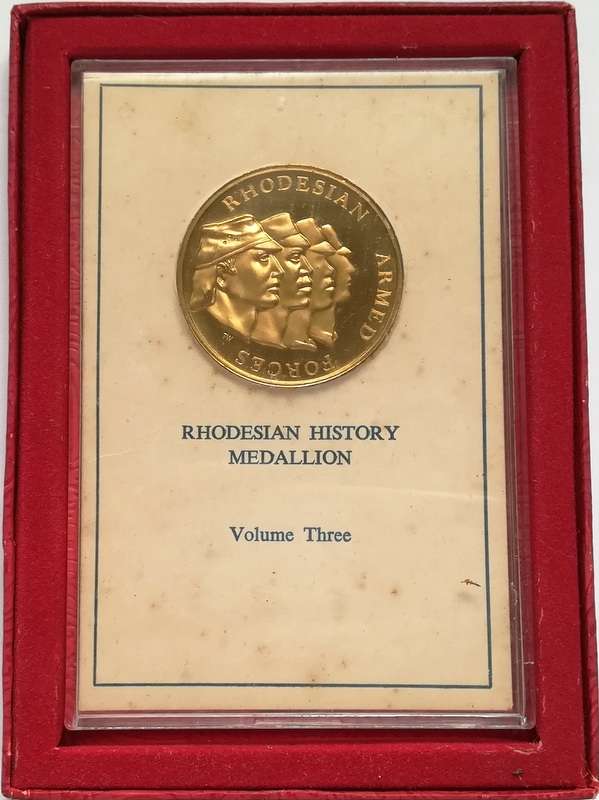 RHODESIAN ARMED FORCES
RHODESIAN HISTORY
MEDALLION
Volume Three